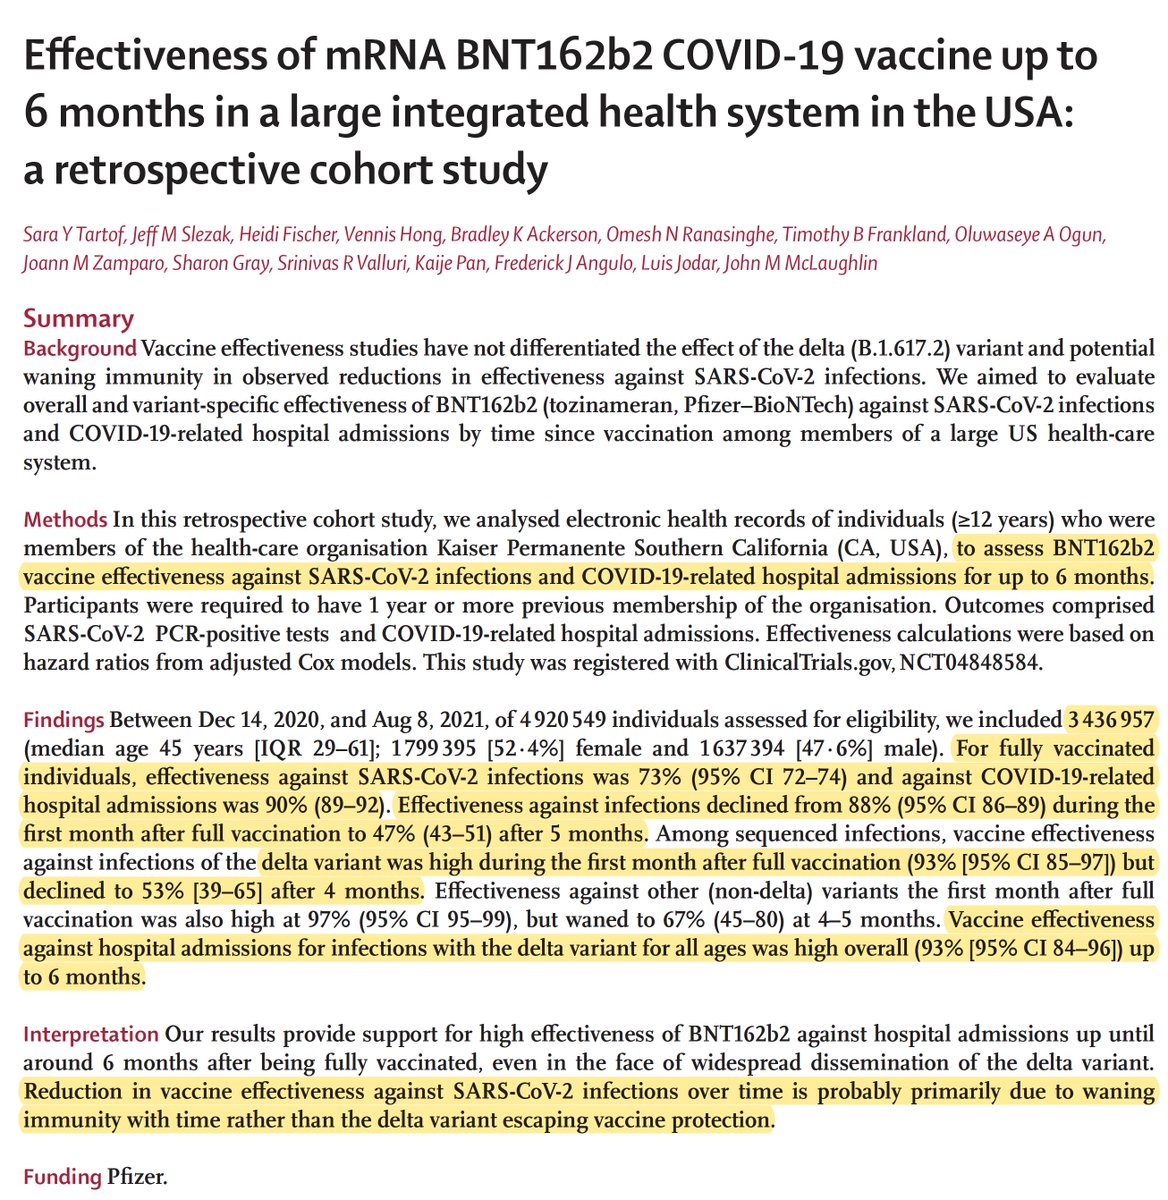 Effectiveness of mRNA BNT162b2 COVID-19 vaccine up to
6 months in a large integrated health system in the USA:
a retrospective cohort study
Sara Y Tartof, Jeff M Slezak, Heidi Fischer, Vennis Hong, Bradley K Ackerson, Omesh N Ranasinghe, Timothy B Frankland, Oluwaseye A Ogun,
Joann M Zamparo, Sharon Gray, Srinivas R Valluri, Kaije Pan, Frederick J Angulo, Luis Jodar, John M McLaughlin
Summary
Background Vaccine effectiveness studies have not differentiated the effect of the delta (B.1.617.2) variant and potential
waning immunity in observed reductions in effectiveness against SARS-CoV-2 infections. We aimed to evaluate
overall and variant-specific effectiveness of BNT162b2 (tozinameran, Pfizer–BioNTech) against SARS-CoV-2 infections
and COVID-19-related hospital admissions by time since vaccination among members of a large US health-care
system.
Methods In this retrospective cohort study, we analysed electronic health records of individuals (≥12 years) who were
members of the health-care organisation Kaiser Permanente Southern California (CA, USA), to assess BNT162b2
vaccine effectiveness against SARS-CoV-2 infections and COVID-19-related hospital admissions for up to 6 months.
Participants were required to have 1 year or more previous membership of the organisation. Outcomes comprised
SARS-CoV-2 PCR-positive tests and COVID-19-related hospital admissions. Effectiveness calculations were based on
hazard ratios from adjusted Cox models. This study was registered with ClinicalTrials.gov, NCT04848584.
Findings Between Dec 14, 2020, and Aug 8, 2021, of 4 920 549 individuals assessed for eligibility, we included 3 436 957
(median age 45 years [IQR 29–61]; 1 799 395 [52·4%] female and 1 637 394 [47·6%] male). For fully vaccinated
individuals, effectiveness against SARS-CoV-2 infections was 73% (95% CI 72–74) and against COVID-19-related
hospital admissions was 90% (89–92). Effectiveness against infections declined from 88% (95% CI 86–89) during the
first month after full vaccination to 47% (43–51) after 5 months. Among sequenced infections, vaccine effectiveness
against infections of the delta variant was high during the first month after full vaccination (93% [95% CI 85–97]) but
declined to 53% [39–65] after 4 months. Effectiveness against other (non-delta) variants the first month after full
vaccination was also high at 97% (95% CI 95–99), but waned to 67% (45–80) at 4–5 months. Vaccine effectiveness
against hospital admissions for infections with the delta variant for all ages was high overall (93% [95% CI 84–96]) up
to 6 months.
Interpretation Our results provide support for high effectiveness of BNT162b2 against hospital admissions up until
around 6 months after being fully vaccinated, even in the face of widespread dissemination of the delta variant.
Reduction in vaccine effectiveness against SARS-CoV-2 infections over time is probably primarily due to waning
immunity with time rather than the delta variant escaping vaccine protection.
Funding Pfizer.